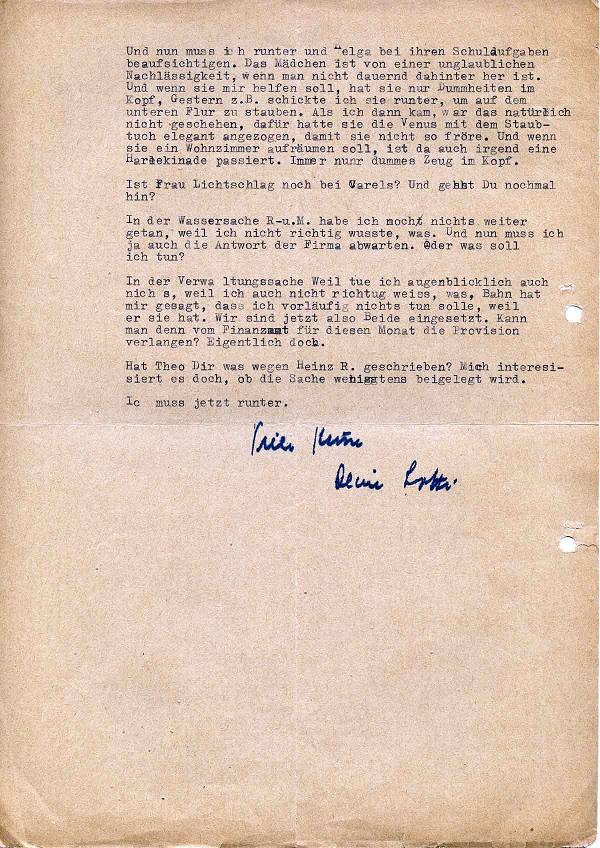 Und nun muss ich runter und Helga bei ihren Schulaufgaben
beaufsichtigen. Das Mädchen ist von einer unglaublichen
Nachlässigkeit, wenn man nicht dauernd dahinter her ist.
Und wenn sie mir helfen soll, hat sie nur Dummheiten im
Kopf, Gestern z.B. schickte ich sie runter, um auf dem
unteren Flur zu stauben. Als ich dann kam, war das natürlich
nicht geschehen, dafür hatte sie die Venus mit dem Staub-
tuch elegant angezogen, damit sie nicht so fröre. Und wenn
sie ein Wohnzimmer aufräumen soll, ist da auch irgend eine
Harlekinade passiert. Immer nur dummes Zeug im Kopf.
Ist Frau Lichtschlag noch bei Varels? Und gehst Du nochmal
hin?
In der Wassersache R-u.M. habe ich noch nichts weiter
getan, weil ich nicht richtig wusste, was. Und nun muss ich
ja auch die Antwort der Firma abwarten. Oder was soll
ich tun?
In der Verwa ltungssache Weil tue ich augenblicklich auch
nich s, weil ich auch nicht richtug weiss, was, Bahn hat
mir gesagt, dass ich vorläufig nichts tun solle, weil
er sie hat. Wir sind jetzt also Beide eingesetzt. Kann
man denn vom Finanzamt für diesen Monat die Provision
verlangen? Eigentlich doch.
Hat Theo Dir was wegen Heinz R. geschrieben? Mich interesi-
siert es doch, ob die Sache wenigstens beigelegt wird.
Ic muss jetzt runter.
Deine Lotti